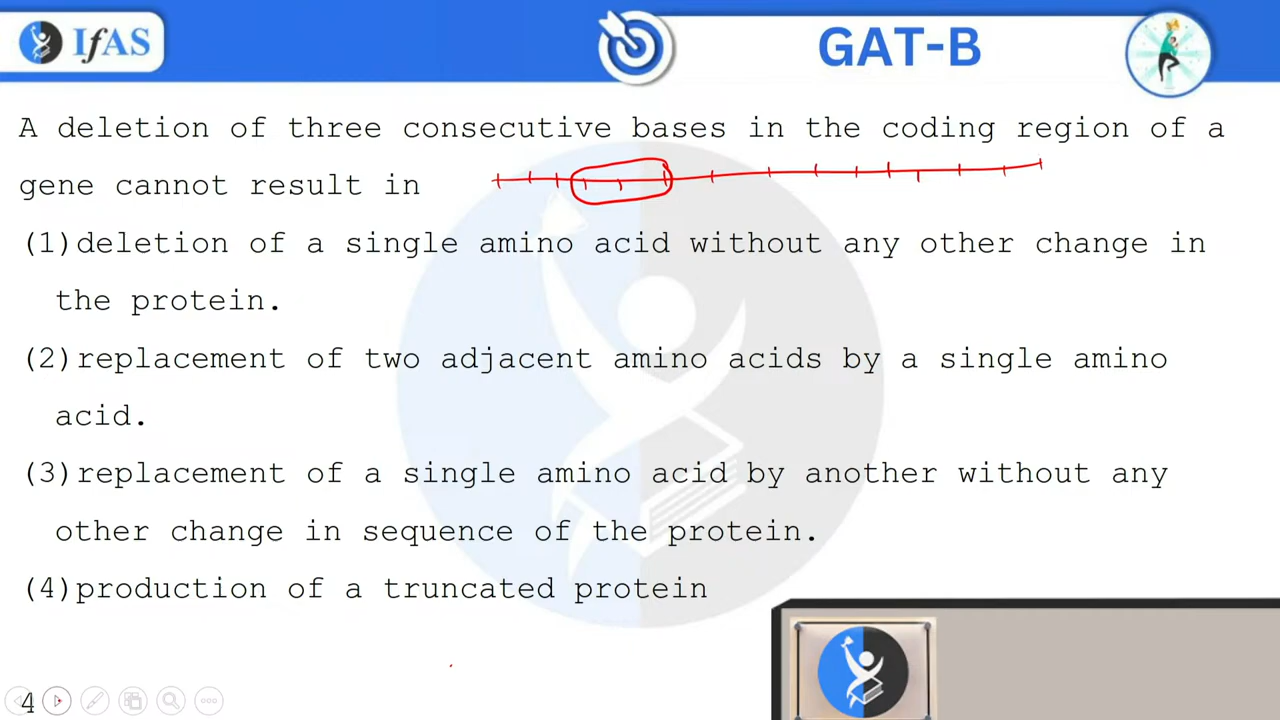 IfAS
GAT-B
A deletion of three consecutive bases in the coding region of a
gene cannot result in
(1)deletion of a single amino acid without any other change in
the protein.
(2)replacement of two adjacent amino acids by a single amino
acid.
(3)replacement of a single amino acid by another without any
other change in sequence of the protein.
(4)production of a truncated protein
4